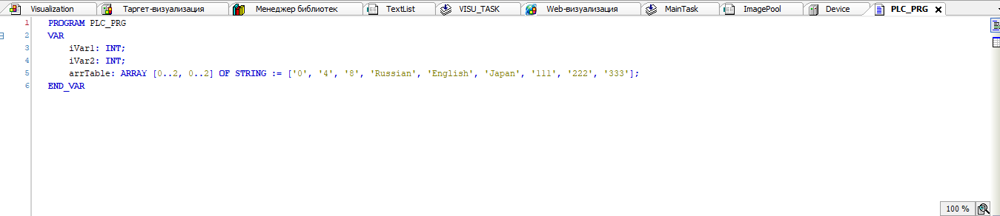 Visualization Таргет-визуализация Менеджер библиотек TextList VISU_TASK Web-визуализация MainTask ImagePool Device PLC_PRG
1 PROGRAM PLC_PRG
2 VAR
3 iVar1: INT;
4 iVar2: INT;
5 arrTable: ARRAY [0..2, 0..2] OF STRING := ['0', '4', '8', 'Russian', 'English', 'Japan', '111', '222', '333'];
6 END_VAR
100 %